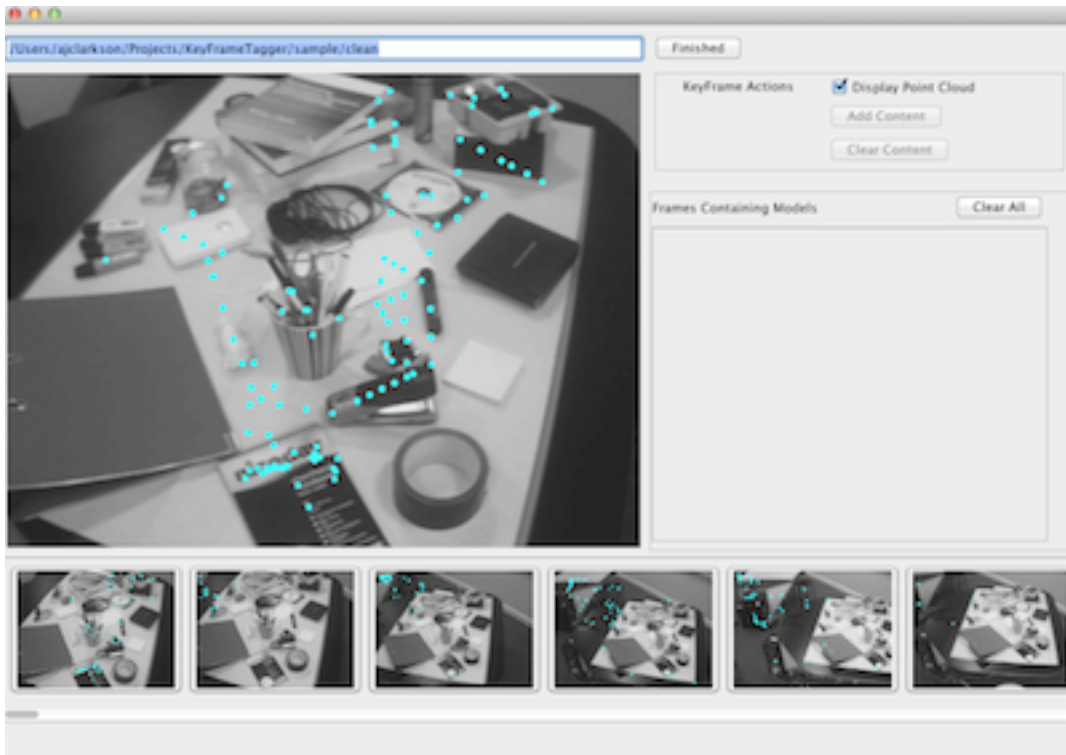 /Users/ajclarkson/Projects/KeyFrameTagger/sample/clean
Finished
KeyFrame Actions
Display Point Cloud
Add Content
Clear Content
Frames Containing Models
Clear All